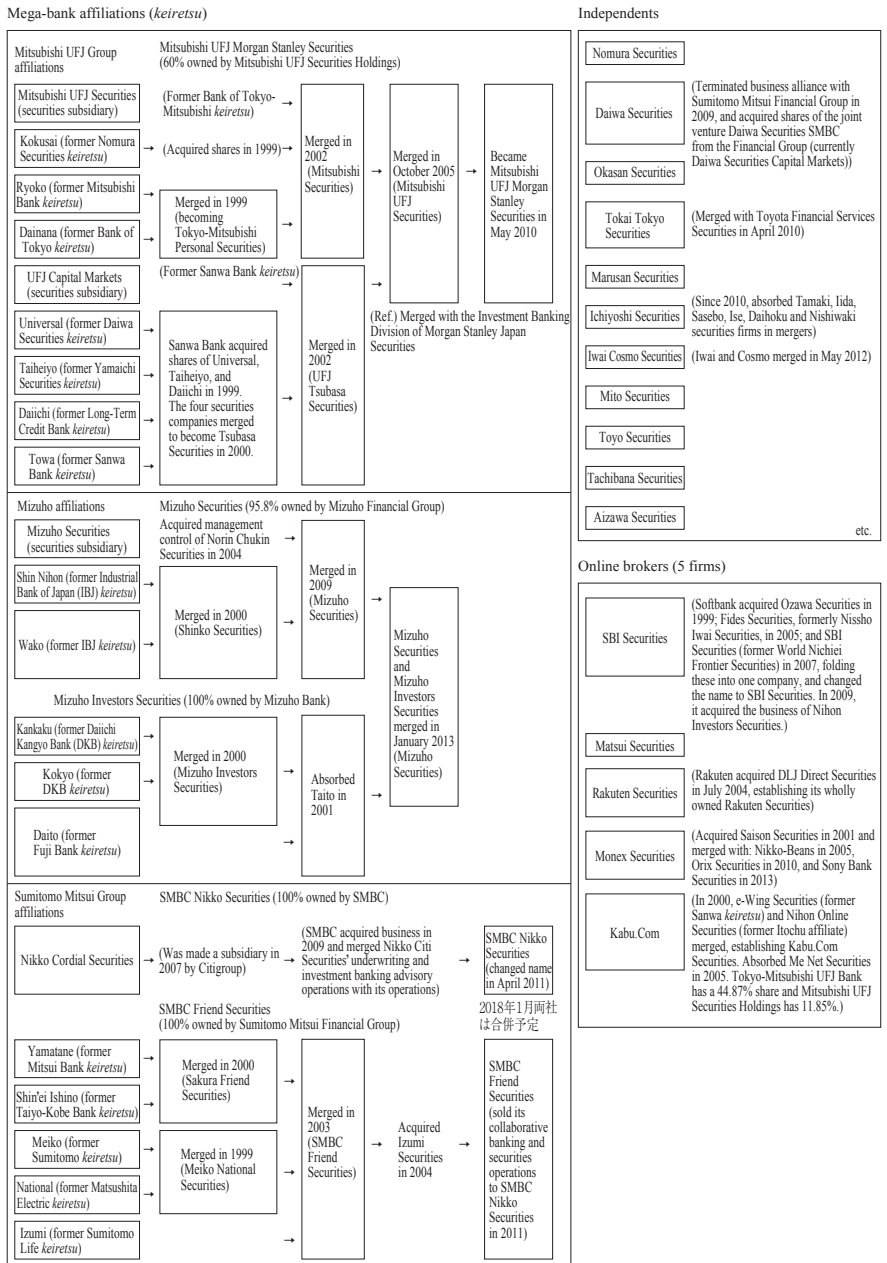 Mega-bank affiliations (keiretsu)
Mitsubishi UFJ Group
affiliations
Mitsubishi UFJ Morgan Stanley Securities
(60% owned by Mitsubishi UFJ Securities Holdings)
Mitsubishi UFJ Securities
(securities subsidiary)
(Former Bank of Tokyo-
Mitsubishi keiretsu)
→
Kokusai (former Nomura
Securities keiretsu)
→
(Acquired shares in 1999)
→
Ryoko (former Mitsubishi
Bank keiretsu)
→
Dainana (former Bank of
Tokyo keiretsu)
→
Merged in 1999
(becoming
Tokyo-Mitsubishi
Personal Securities)
→
Merged in
2002
(Mitsubishi
Securities)
→
Merged in
October 2005
(Mitsubishi
UFJ
Securities)
→
Became
Mitsubishi
UFJ Morgan
Stanley
Securities in
May 2010
UFJ Capital Markets
(securities subsidiary)
(Former Sanwa Bank keiretsu)
→
Universal (former Daiwa
Securities keiretsu)
→
Taiheiyo (former Yamaichi
Securities keiretsu)
→
Daiichi (former Long-Term
Credit Bank keiretsu)
→
Towa (former Sanwa
Bank keiretsu)
→
Sanwa Bank acquired
shares of Universal,
Taiheiyo, and
Daiichi in 1999.
The four securities
companies merged
to become Tsubasa
Securities in 2000.
→
Merged in
2002
(UFJ
Tsubasa
Securities)
→
(Ref.) Merged with the Investment Banking
Division of Morgan Stanley Japan
Securities
Mizuho affiliations
Mizuho Securities (95.8% owned by Mizuho Financial Group)
Mizuho Securities
(securities subsidiary)
Acquired management
control of Norin Chukin
Securities in 2004
→
Shin Nihon (former Industrial
Bank of Japan (IBJ) keiretsu)
→
Wako (former IBJ keiretsu)
→
Merged in 2000
(Shinko Securities)
→
Merged in
2009
(Mizuho
Securities)
→
Mizuho
Securities
and
Mizuho
Investors
Securities
merged in
January 2013
(Mizuho
Securities)
Mizuho Investors Securities (100% owned by Mizuho Bank)
Kankaku (former Daiichi
Kangyo Bank (DKB) keiretsu)
→
Kokyo (former
DKB keiretsu)
→
Merged in 2000
(Mizuho Investors
Securities)
→
Daito (former
Fuji Bank keiretsu)
→
Absorbed
Taito in
2001
→
Sumitomo Mitsui Group
affiliations
SMBC Nikko Securities (100% owned by SMBC)
Nikko Cordial Securities
→
(Was made a subsidiary in
2007 by Citigroup)
→
(SMBC acquired business in
2009 and merged Nikko Citi
Securities' underwriting and
investment banking advisory
operations with its operations)
→
SMBC Nikko
Securities
(changed name
in April 2011)
2018年1月両社
は合併予定
SMBC Friend Securities
(100% owned by Sumitomo Mitsui Financial Group)
Yamatane (former
Mitsui Bank keiretsu)
→
Shin'ei Ishino (former
Taiyo-Kobe Bank keiretsu)
→
Merged in 2000
(Sakura Friend
Securities)
→
Meiko (former
Sumitomo keiretsu)
→
National (former Matsushita
Electric keiretsu)
→
Merged in 1999
(Meiko National
Securities)
→
Izumi (former Sumitomo
Life keiretsu)
→
Merged in
2003
(SMBC
Friend
Securities)
→
Acquired
Izumi
Securities
in 2004
→
SMBC
Friend
Securities
(sold its
collaborative
banking and
securities
operations
to SMBC
Nikko
Securities
in 2011)
Independents
Nomura Securities
Daiwa Securities
(Terminated business alliance with
Sumitomo Mitsui Financial Group in
2009, and acquired shares of the joint
venture Daiwa Securities SMBC
from the Financial Group (currently
Daiwa Securities Capital Markets))
Okasan Securities
Tokai Tokyo
Securities
(Merged with Toyota Financial Services
Securities in April 2010)
Marusan Securities
Ichiyoshi Securities
(Since 2010, absorbed Tamaki, Iida,
Sasebo, Ise, Daihoku and Nishiwaki
securities firms in mergers)
Iwai Cosmo Securities
(Iwai and Cosmo merged in May 2012)
Mito Securities
Toyo Securities
Tachibana Securities
Aizawa Securities
etc.
Online brokers (5 firms)
SBI Securities
(Softbank acquired Ozawa Securities in
1999; Fides Securities, formerly Nissho
Iwai Securities, in 2005; and SBI
Securities (former World Nichiei
Frontier Securities) in 2007, folding
these into one company, and changed
the name to SBI Securities. In 2009,
it acquired the business of Nihon
Investors Securities.)
Matsui Securities
Rakuten Securities
(Rakuten acquired DLJ Direct Securities
in July 2004, establishing its wholly
owned Rakuten Securities)
Monex Securities
(Acquired Saison Securities in 2001 and
merged with: Nikko-Beans in 2005,
Orix Securities in 2010, and Sony Bank
Securities in 2013)
Kabu.Com
(In 2000, e-Wing Securities (former
Sanwa keiretsu) and Nihon Online
Securities (former Itochu affiliate)
merged, establishing Kabu.Com
Securities. Absorbed Me Net Securities
in 2005. Tokyo-Mitsubishi UFJ Bank
has a 44.87% share and Mitsubishi UFJ
Securities Holdings has 11.85%.)